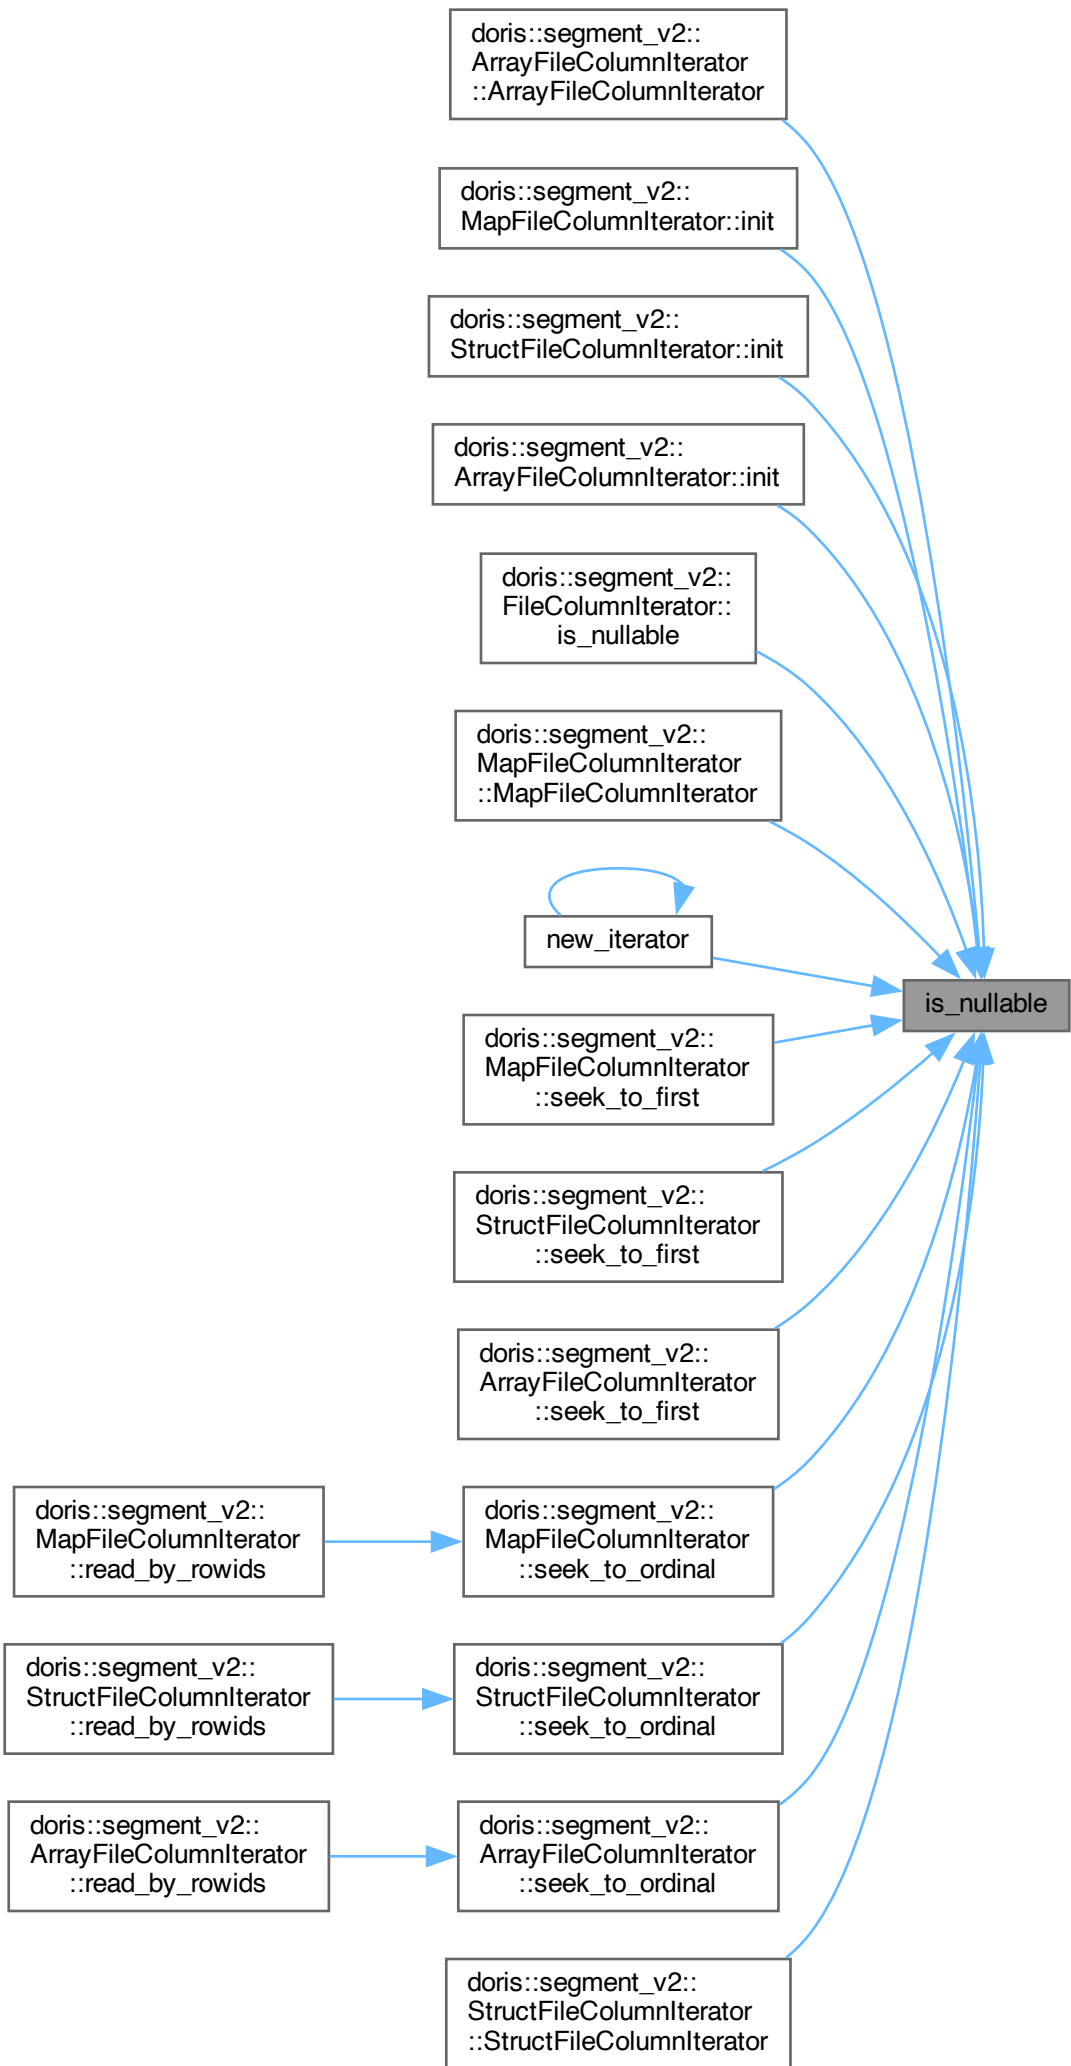 doris::segment_v2::
ArrayFileColumnIterator
::ArrayFileColumnIterator
doris::segment_v2::
MapFileColumnIterator::init
doris::segment_v2::
StructFileColumnIterator::init
doris::segment_v2::
ArrayFileColumnIterator::init
doris::segment_v2::
FileColumnIterator::
is_nullable
doris::segment_v2::
MapFileColumnIterator
::MapFileColumnIterator
new_iterator
is_nullable
doris::segment_v2::
MapFileColumnIterator
::seek_to_first
doris::segment_v2::
StructFileColumnIterator
::seek_to_first
doris::segment_v2::
ArrayFileColumnIterator
::seek_to_first
doris::segment_v2::
MapFileColumnIterator
::read_by_rowids
doris::segment_v2::
MapFileColumnIterator
::seek_to_ordinal
doris::segment_v2::
StructFileColumnIterator
::read_by_rowids
doris::segment_v2::
StructFileColumnIterator
::seek_to_ordinal
doris::segment_v2::
ArrayFileColumnIterator
::read_by_rowids
doris::segment_v2::
ArrayFileColumnIterator
::seek_to_ordinal
doris::segment_v2::
StructFileColumnIterator
::StructFileColumnIterator